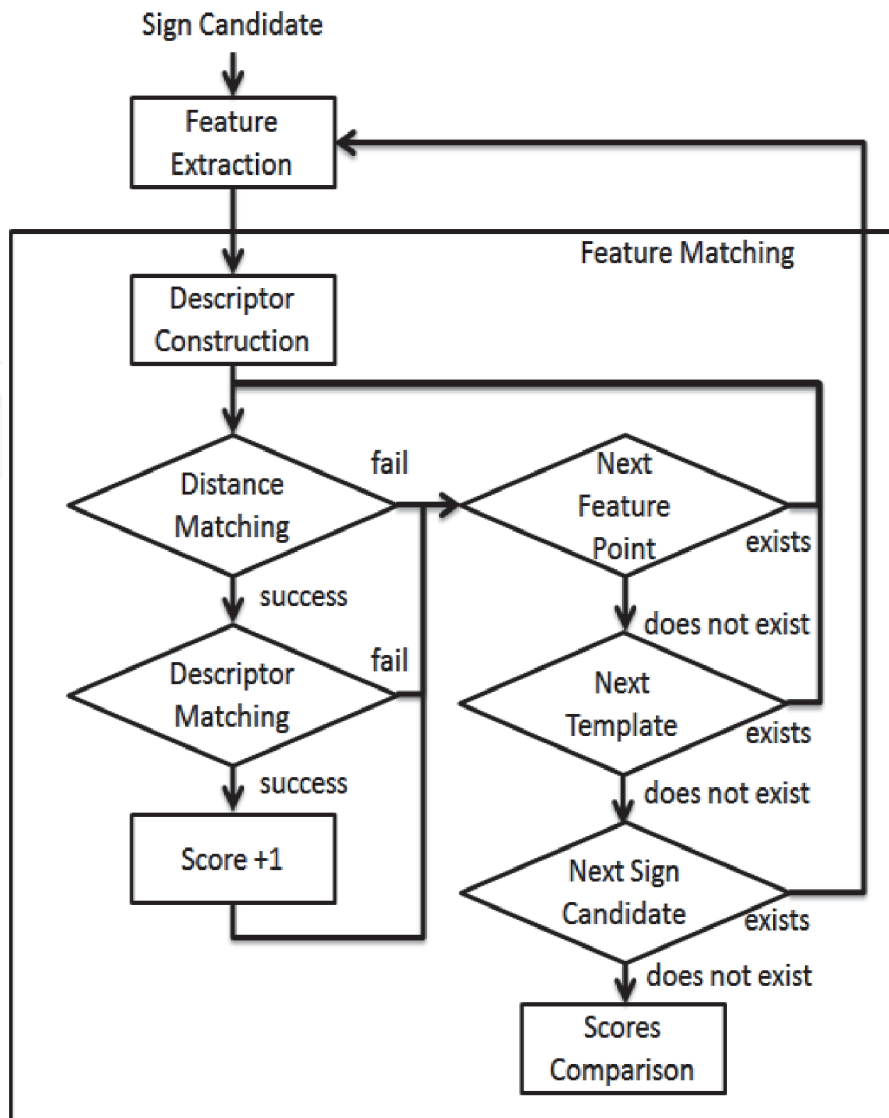 Sign Candidate
Feature
Extraction
Feature Matching
Descriptor
Construction
Distance
Matching
fail
success
Descriptor
Matching
fail
success
Score +1
Next
Feature
Point
exists
does not exist
Next
Template
exists
does not exist
Next Sign
Candidate
exists
does not exist
Scores
Comparison